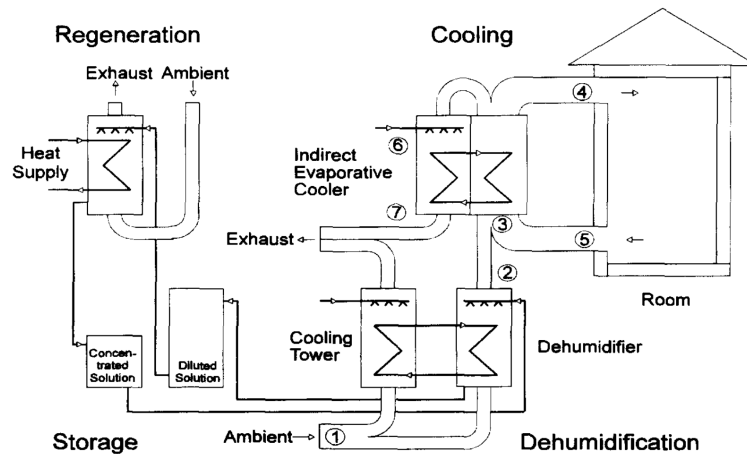 Regeneration
Cooling
Exhaust Ambient
4
6
Heat
Supply
Indirect
Evaporative
Cooler
7
3
Exhaust
5
2
Room
Cooling
Tower
Dehumidifier
Concen-
trated
Solution
Diluted
Solution
Ambient
1
Storage
Dehumidification